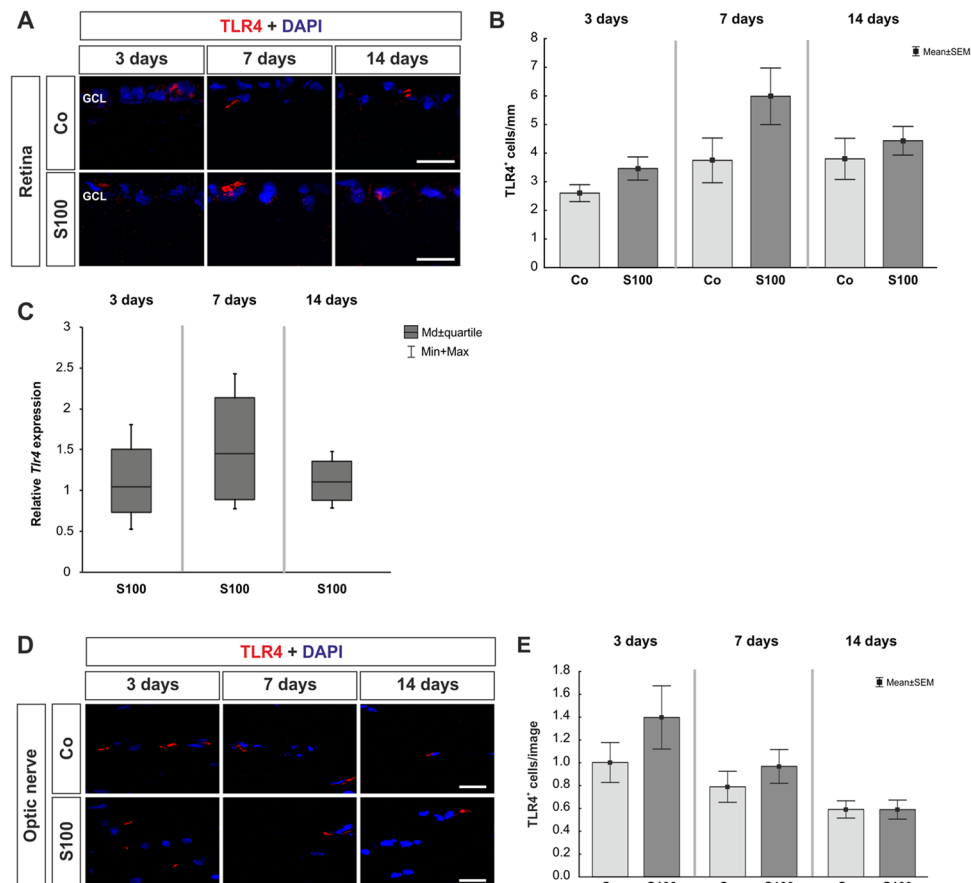 A
TLR4 + DAPI
3 days 7 days 14 days
Retina
Co
GCL
S100
GCL
B
3 days 7 days 14 days
8
7
6
5
4
3
2
1
0
TLR4+ cells/mm
Mean±SEM
Co S100 Co S100 Co S100
C
3 days 7 days 14 days
3
2.5
2
1.5
1
0.5
0
Relative Tlr4 expression
Md±quartile
Min+Max
S100 S100 S100
D
TLR4 + DAPI
3 days 7 days 14 days
Optic nerve
Co
S100
E
3 days 7 days 14 days
1.8
1.6
1.4
1.2
1.0
0.8
0.6
0.4
0.2
0.0
TLR4+ cells/image
Mean±SEM